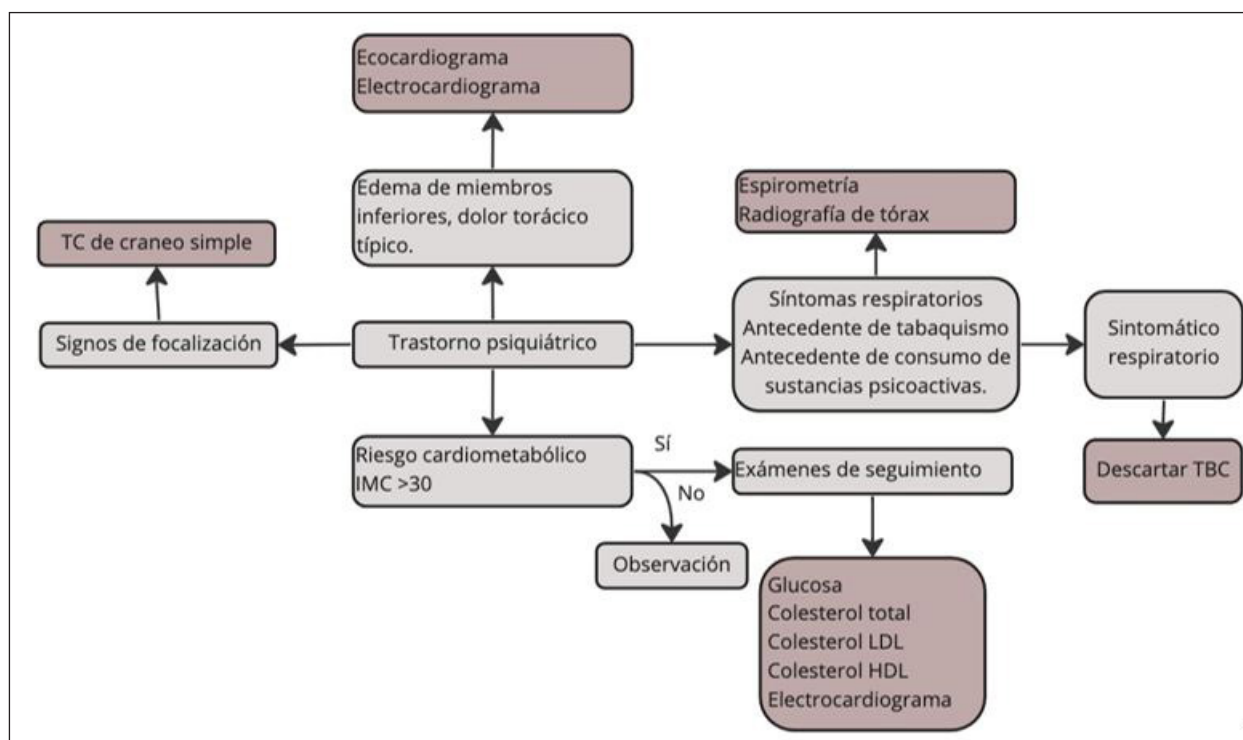 Ecocardiograma
Electrocardiograma
Edema de miembros
inferiores, dolor torácico
típico.
Espirometría
Radiografía de tórax
TC de craneo simple
Signos de focalización
Trastorno psiquiátrico
Síntomas respiratorios
Antecedente de tabaquismo
Antecedente de consumo de
sustancias psicoactivas.
Sintomático
respiratorio
Riesgo cardiometabólico
IMC >30
Sí
No
Exámenes de seguimiento
Descartar TBC
Observación
Glucosa
Colesterol total
Colesterol LDL
Colesterol HDL
Electrocardiograma